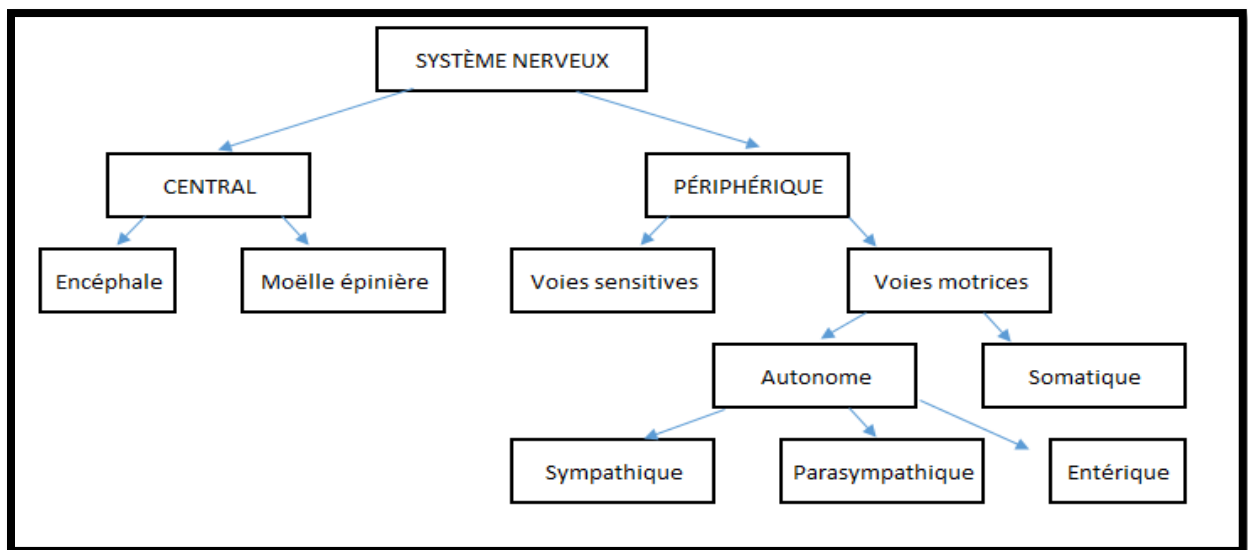 SYSTÈME NERVEUX
CENTRAL
PÉRIPHÉRIQUE
Encéphale
Moëlle épinière
Voies sensitives
Voies motrices
Autonome
Somatique
Sympathique
Parasympathique
Entérique